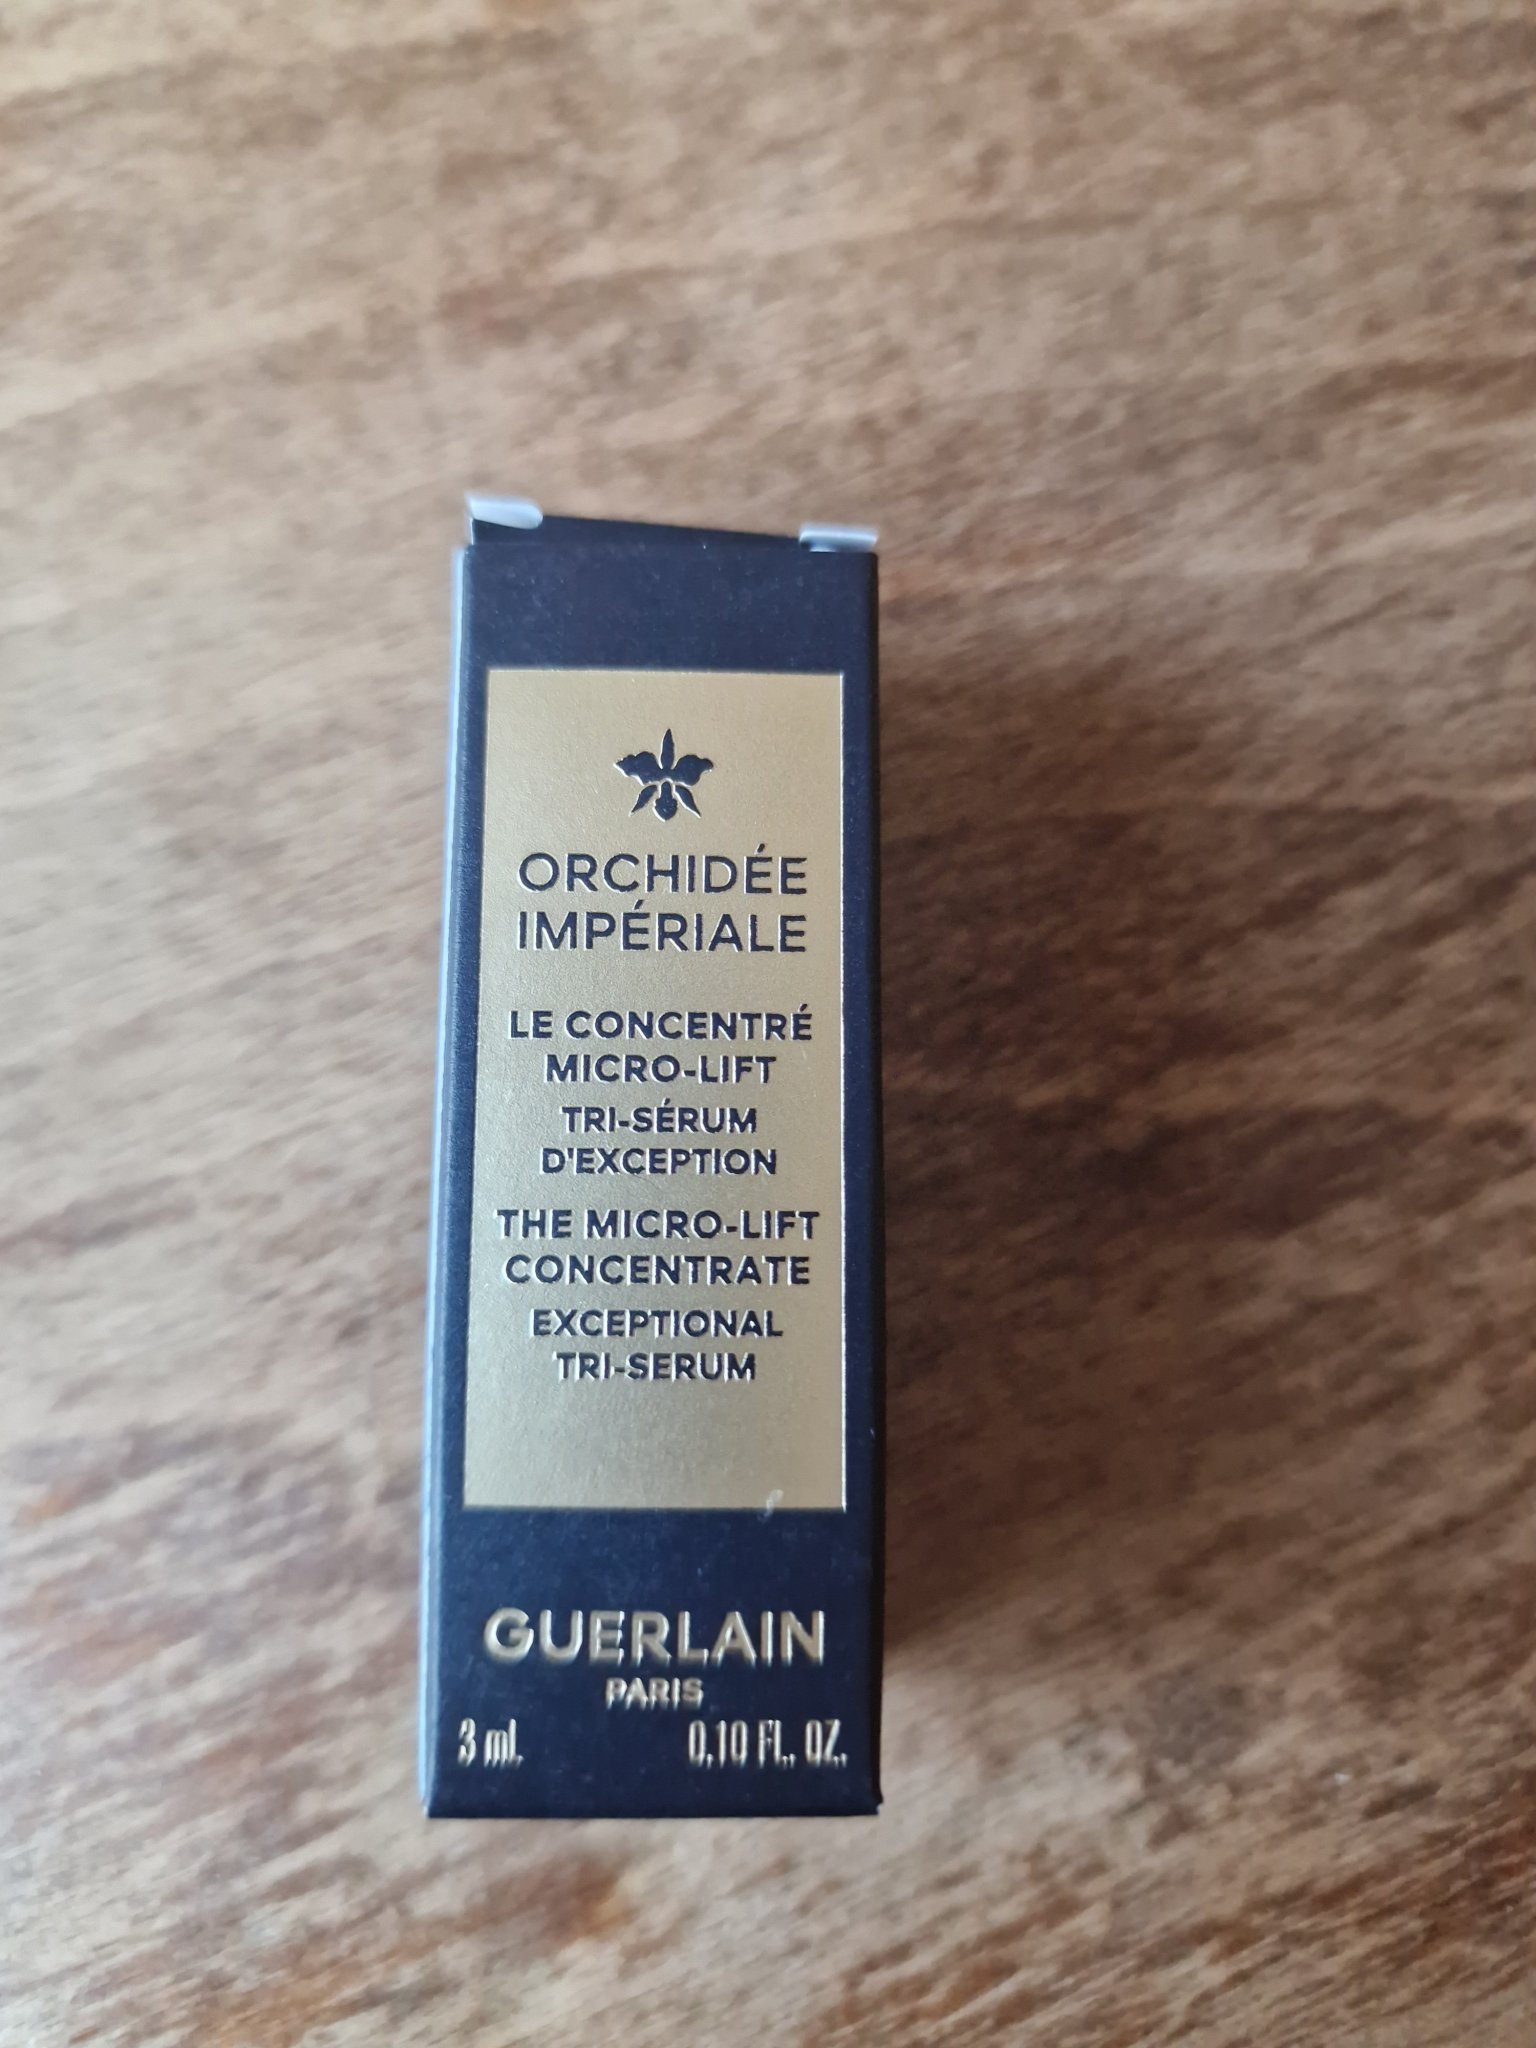 ORCHIDÉE
IMPÉRIALE
LE CONCENTRÉ
MICRO-LIFT
TRI-SÉRUM
D'EXCEPTION
THE MICRO-LIFT
CONCENTRATE
EXCEPTIONAL
TRI-SERUM
GUERLAIN
PARIS
3 ml. 0.10 FL. OZ.